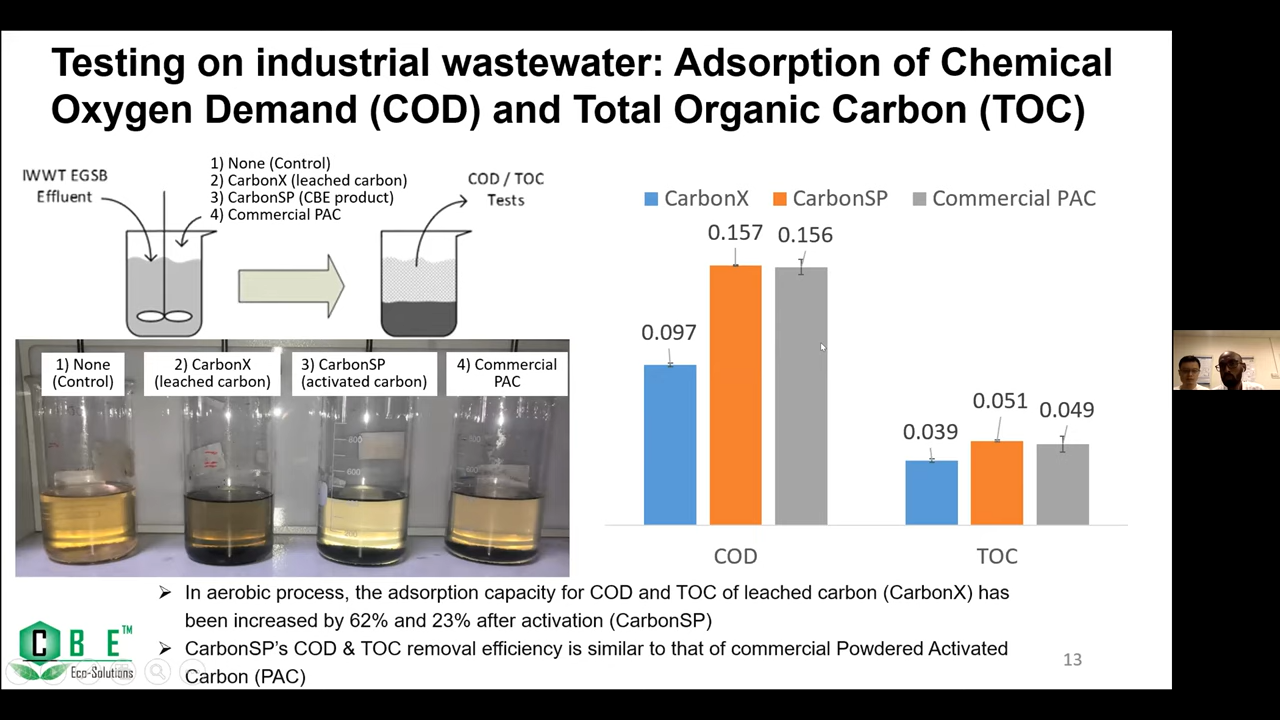 Testing on industrial wastewater: Adsorption of Chemical
Oxygen Demand (COD) and Total Organic Carbon (TOC)
IWWT EGSB
Effluent
1) None (Control)
2) CarbonX (leached carbon)
3) CarbonSP (CBE product)
4) Commercial PAC
COD / TOC
Tests
1) None
(Control)
2) CarbonX
(leached carbon)
3) CarbonSP
(activated carbon)
4) Commercial
PAC
800
600
200
CarbonX CarbonSP Commercial PAC
0.097
0.157
0.156
0.039
0.051
0.049
COD
TOC
➤ In aerobic process, the adsorption capacity for COD and TOC of leached carbon (CarbonX) has
been increased by 62% and 23% after activation (CarbonSP)
➤ CarbonSP’s COD & TOC removal efficiency is similar to that of commercial Powdered Activated
Carbon (PAC)
CBE™
Eco-Solutions
13